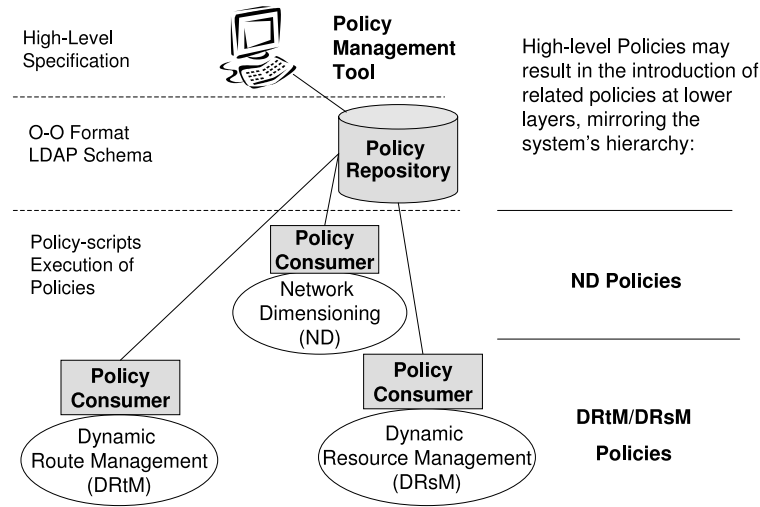 High-Level
Specification
Policy
Management
Tool
High-level Policies may
result in the introduction of
related policies at lower
layers, mirroring the
system's hierarchy:
O-O Format
LDAP Schema
Policy
Repository
Policy-scripts
Execution of
Policies
Policy
Consumer
Network
Dimensioning
(ND)
ND Policies
Policy
Consumer
Dynamic
Route Management
(DRtM)
Policy
Consumer
Dynamic
Resource Management
(DRsM)
DRtM/DRsM
Policies